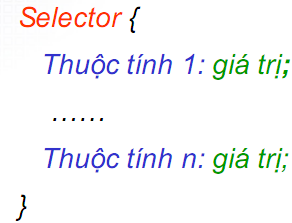 Selector {
Thuộc tính 1: giá trị;
......
Thuộc tính n: giá trị;
}